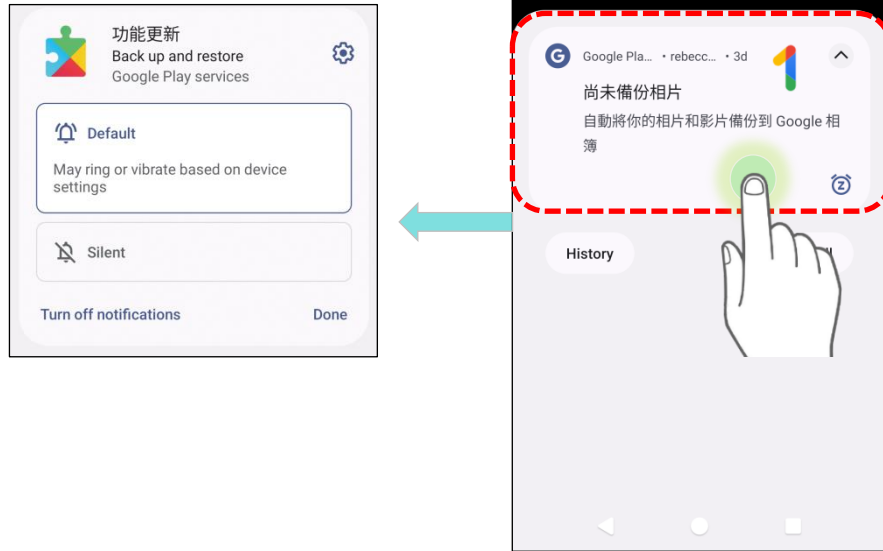 功能更新
Back up and restore
Google Play services
Default
May ring or vibrate based on device
settings
Silent
Turn off notifications
Done
G
Google Pla... • rebecc... • 3d
尚未備份相片
自動將你的相片和影片備份到 Google 相
簿
z
History